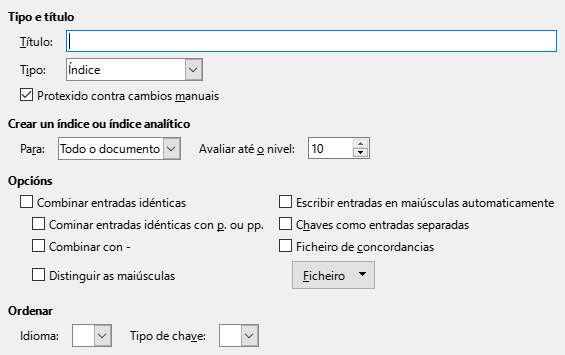 Tipo e título
Título:
Tipo: Índice
Protexido contra cambios manuais
Crear un índice ou índice analítico
Para: Todo o documento Avaliar até o nivel: 10
Opcións
Combinar entradas idénticas Escribir entradas en maiúsculas automaticamente
Cominar entradas idénticas con p. ou pp. Chaves como entradas separadas
Combinar con - Ficheiro de concordancias
Distinguir as maiúsculas Ficheiro
Ordenar
Idioma: Tipo de chave: